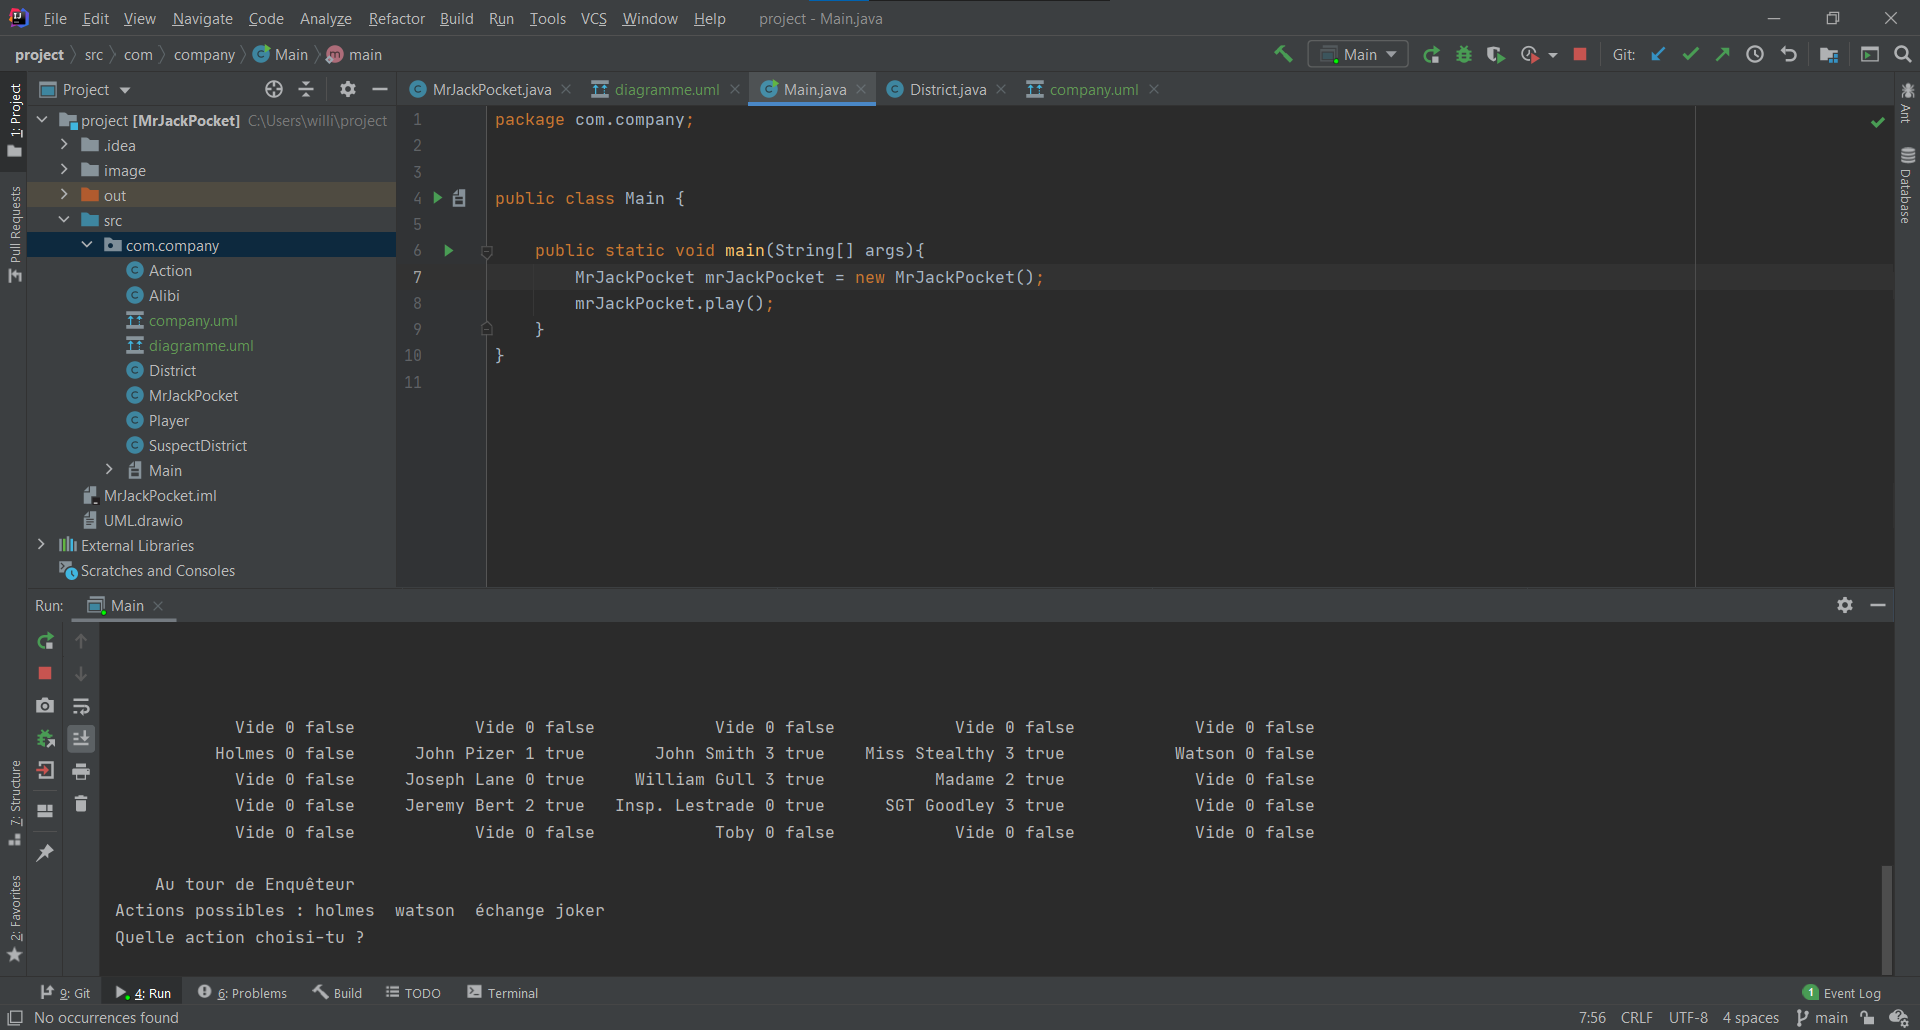 File Edit View Navigate Code Analyze Refactor Build Run Tools VCS Window Help project - Main.java
project src com company Main main
Main Git:
1: Project
Pull Requests
7: Structure
2: Favorites
Project
project [MrJackPocket] C:\Users\willi\project
.idea
image
out
src
com.company
Action
Alibi
company.uml
diagramme.uml
District
MrJackPocket
Player
SuspectDistrict
Main
MrJackPocket.iml
UML.drawio
External Libraries
Scratches and Consoles
MrJackPocket.java diagramme.uml Main.java District.java company.uml
1 package com.company;
2
3
4 public class Main {
5
6 public static void main(String[] args){
7 MrJackPocket mrJackPocket = new MrJackPocket();
8 mrJackPocket.play();
9 }
10 }
11
Ant
Database
Run: Main
Vide 0 false Vide 0 false Vide 0 false Vide 0 false Vide 0 false
Holmes 0 false John Pizer 1 true John Smith 3 true Miss Stealthy 3 true Watson 0 false
Vide 0 false Joseph Lane 0 true William Gull 3 true Madame 2 true Vide 0 false
Vide 0 false Jeremy Bert 2 true Insp. Lestrade 0 true SGT Goodley 3 true Vide 0 false
Vide 0 false Vide 0 false Toby 0 false Vide 0 false Vide 0 false
Au tour de Enquêteur
Actions possibles : holmes watson échange joker
Quelle action choisi-tu ?
9: Git 4: Run 6: Problems Build TODO Terminal 1 Event Log
No occurrences found 7:56 CRLF UTF-8 4 spaces main